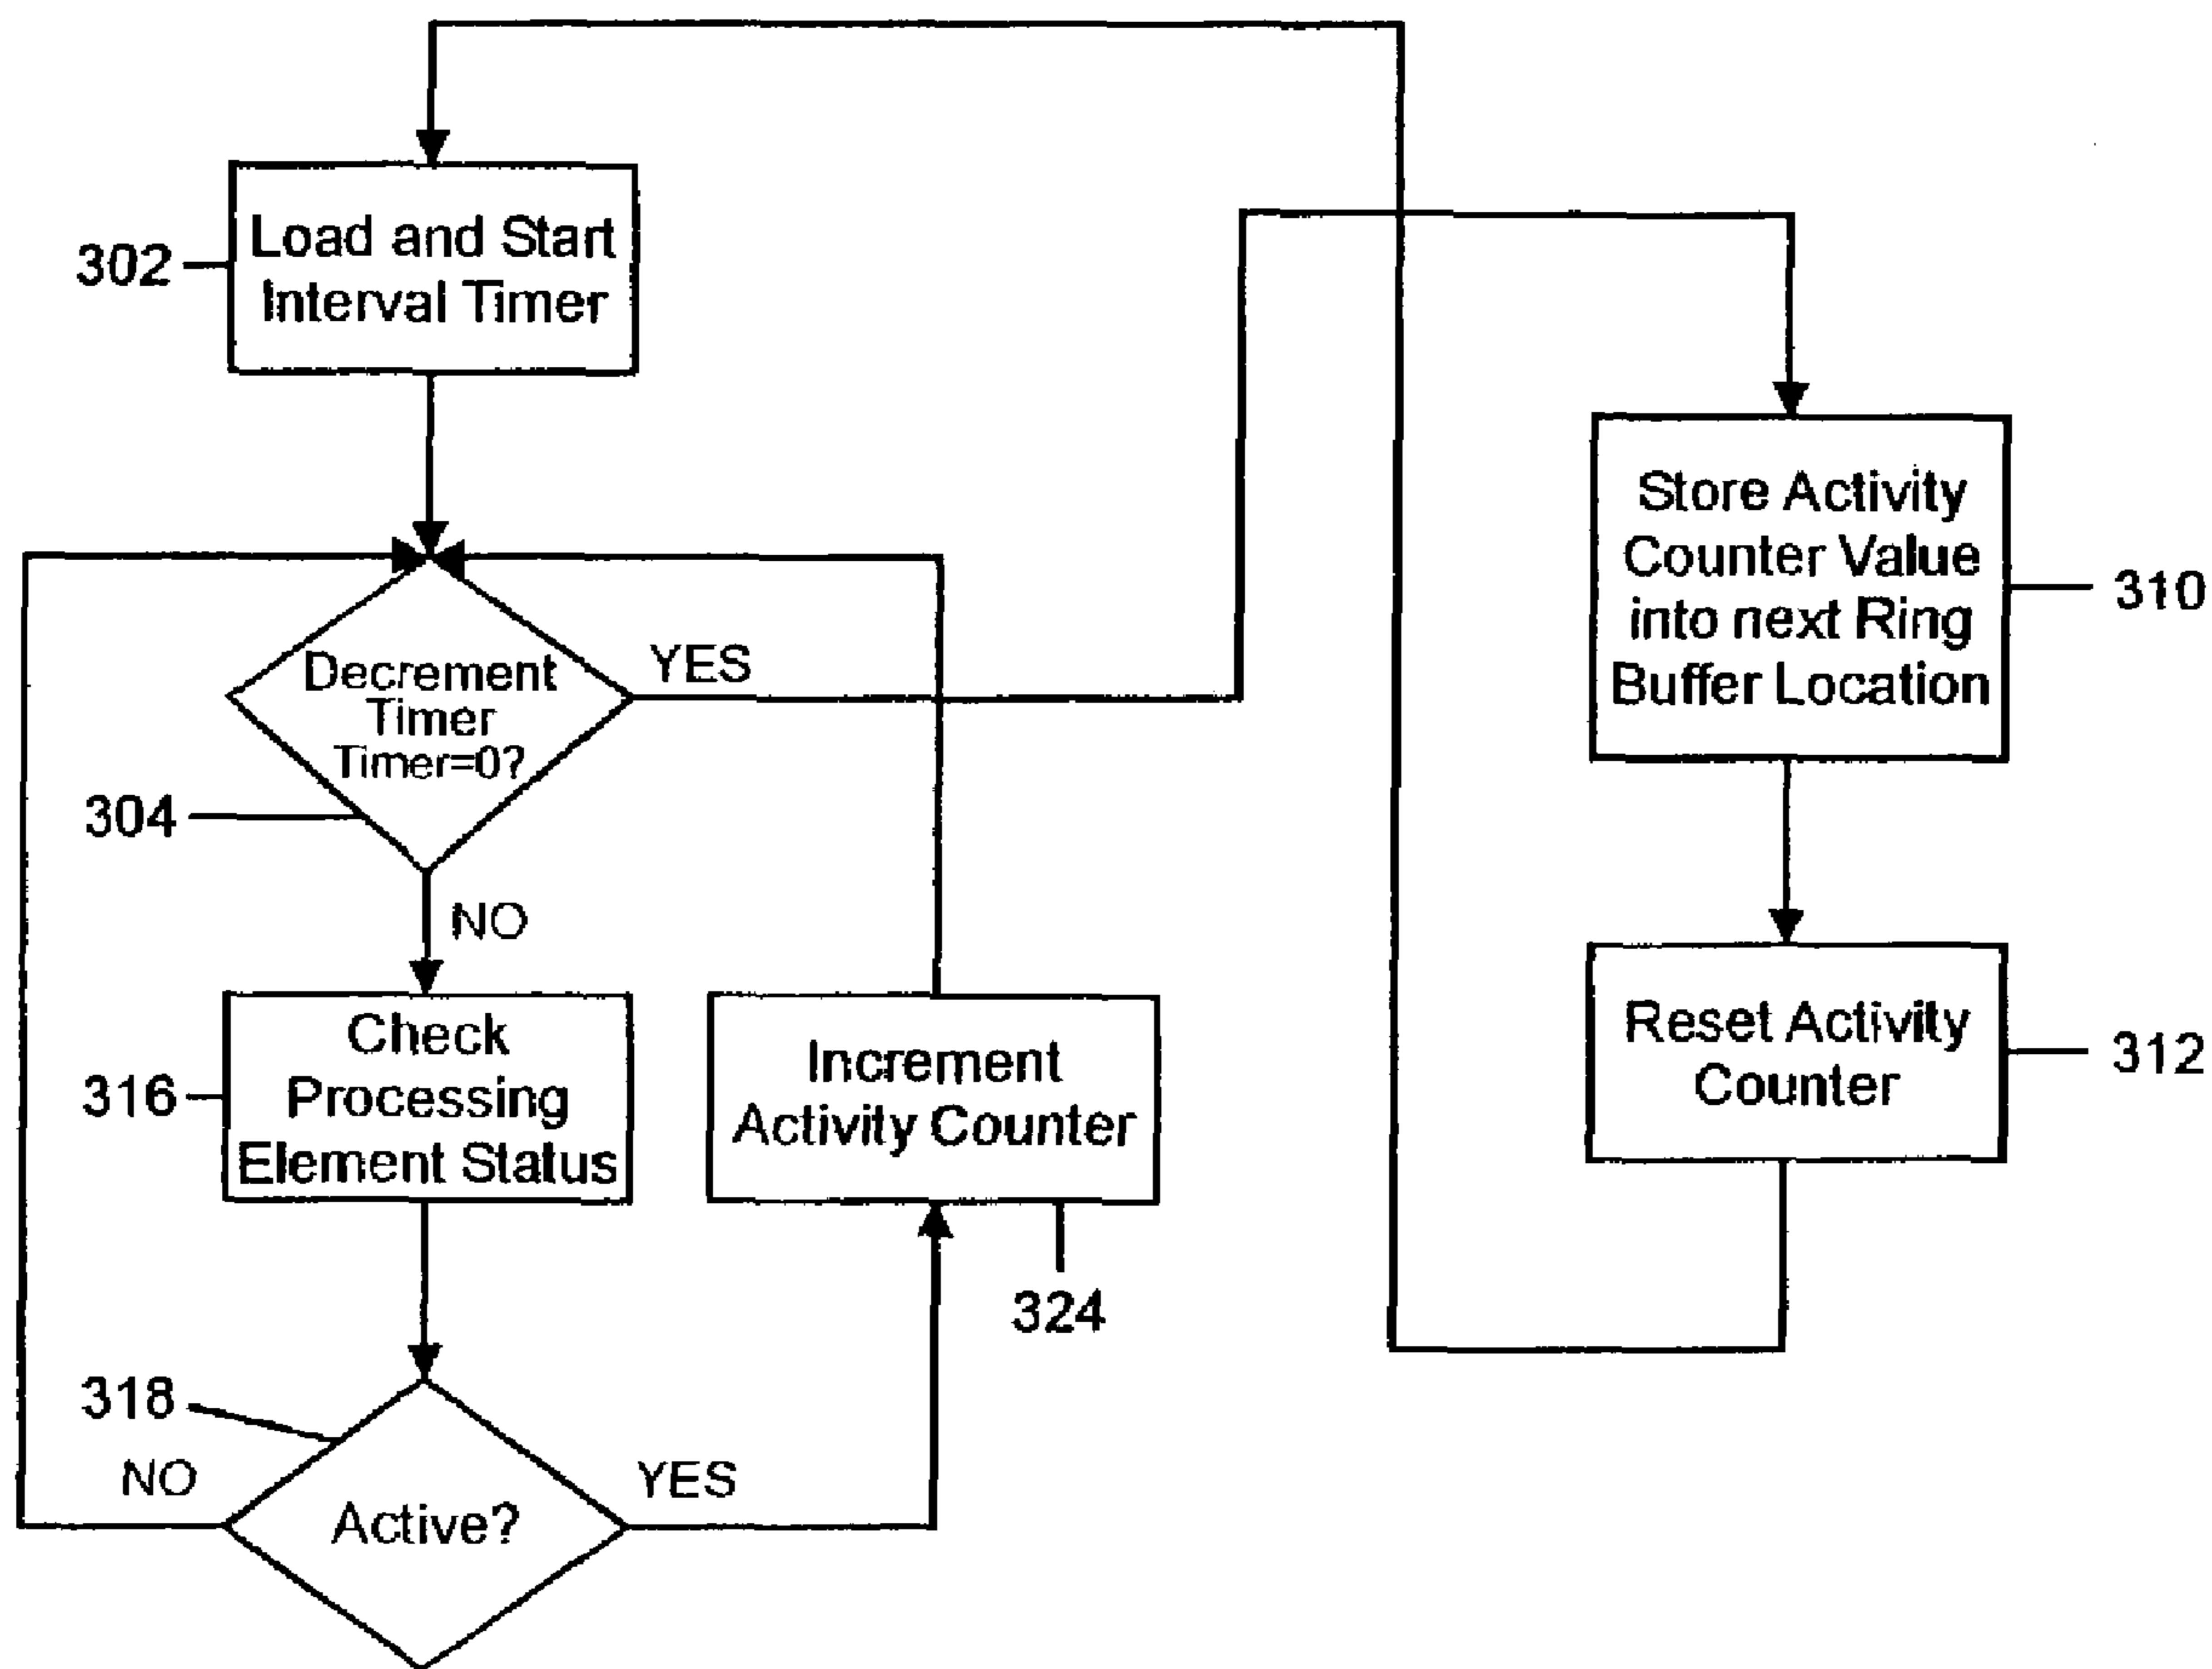 302
Load and Start
Interval Timer
Decrement
Timer
Timer=0?
YES
304
NO
Store Activity
Counter Value
into next Ring
Buffer Location
310
316
Check
Processing
Element Status
Increment
Activity Counter
324
Reset Activity
Counter
312
318
NO
Active?
YES